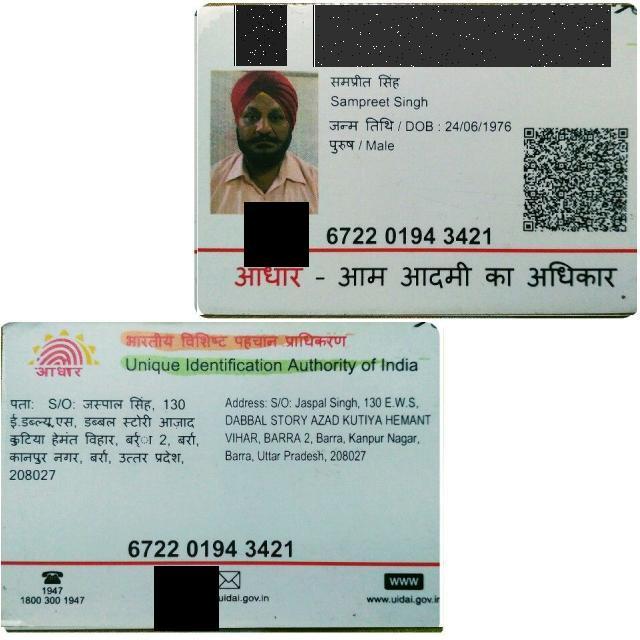 समप्रीत सिंह
Sampreet Singh
जन्म तिथि / DOB : 24/06/1976
पुरुष / Male
6722 0194 3421
आधार - आम आदमी का अधिकार
भारतीय विशिष्ट पहचान प्राधिकरण
Unique Identification Authority of India
आधार
पता: S/O: जस्पाल सिंह, 130
ई.डब्ल्यू.एस, डब्बल स्टोरी आज़ाद
कुटिया हेमंत विहार, बर्रा 2, बर्रा,
कानपुर नगर, बर्रा, उत्तर प्रदेश,
208027
Address: S/O: Jaspal Singh, 130 E.W.S,
DABBAL STORY AZAD KUTIYA HEMANT
VIHAR, BARRA 2, Barra, Kanpur Nagar,
Barra, Uttar Pradesh, 208027
6722 0194 3421
1947
1800 300 1947
uidai.gov.in
www
www.uidai.gov.in